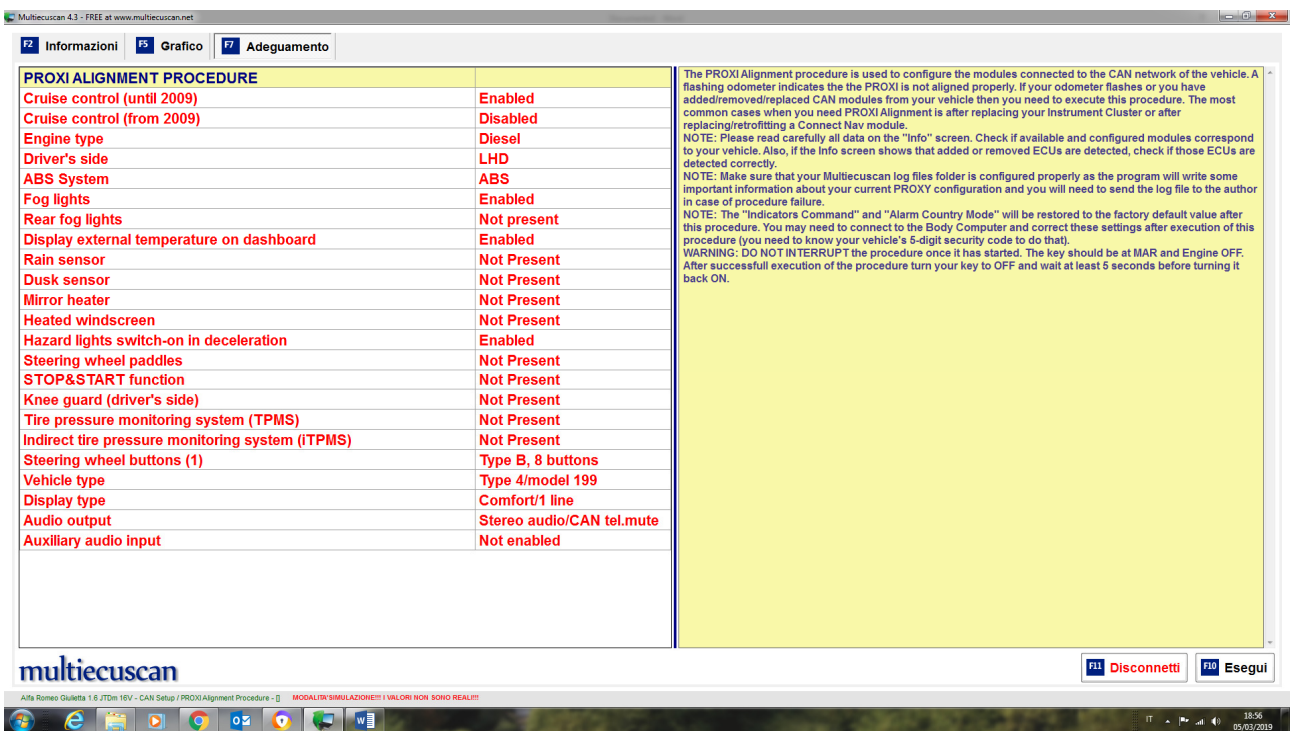 Multiecuscan 4.3 - FREE at www.multiecuscan.net
F2 Informazioni F5 Grafico F7 Adeguamento
PROXI ALIGNMENT PROCEDURE
Cruise control (until 2009) Enabled
Cruise control (from 2009) Disabled
Engine type Diesel
Driver's side LHD
ABS System ABS
Fog lights Enabled
Rear fog lights Not present
Display external temperature on dashboard Enabled
Rain sensor Not Present
Dusk sensor Not Present
Mirror heater Not Present
Heated windscreen Not Present
Hazard lights switch-on in deceleration Enabled
Steering wheel paddles Not Present
STOP&START function Not Present
Knee guard (driver's side) Not Present
Tire pressure monitoring system (TPMS) Not Present
Indirect tire pressure monitoring system (iTPMS) Not Present
Steering wheel buttons (1) Type B, 8 buttons
Vehicle type Type 4/model 199
Display type Comfort/1 line
Audio output Stereo audio/CAN tel.mute
Auxiliary audio input Not enabled
The PROXI Alignment procedure is used to configure the modules connected to the CAN network of the vehicle. A
flashing odometer indicates the the PROXI is not aligned properly. If your odometer flashes or you have
added/removed/replaced CAN modules from your vehicle then you need to execute this procedure. The most
common cases when you need PROXI Alignment is after replacing your Instrument Cluster or after
replacing/retrofitting a Connect Nav module.
NOTE: Please read carefully all data on the "Info" screen. Check if available and configured modules correspond
to your vehicle. Also, if the Info screen shows that added or removed ECUs are detected, check if those ECUs are
detected correctly.
NOTE: Make sure that your Multiecuscan log files folder is configured properly as the program will write some
important information about your current PROXY configuration and you will need to send the log file to the author
in case of procedure failure.
NOTE: The "Indicators Command" and "Alarm Country Mode" will be restored to the factory default value after
this procedure. You may need to connect to the Body Computer and correct these settings after execution of this
procedure (you need to know your vehicle's 5-digit security code to do that).
WARNING: DO NOT INTERRUPT the procedure once it has started. The key should be at MAR and Engine OFF.
After successfull execution of the procedure turn your key to OFF and wait at least 5 seconds before turning it
back ON.
multiecuscan
F11 Disconnetti F10 Esegui
Alfa Romeo Giulietta 1.6 JTDm 16V - CAN Setup / PROXI Alignment Procedure - [] MODALITA'SIMULAZIONE!!! I VALORI NON SONO REALI!!!
IT 18:56
05/03/2019